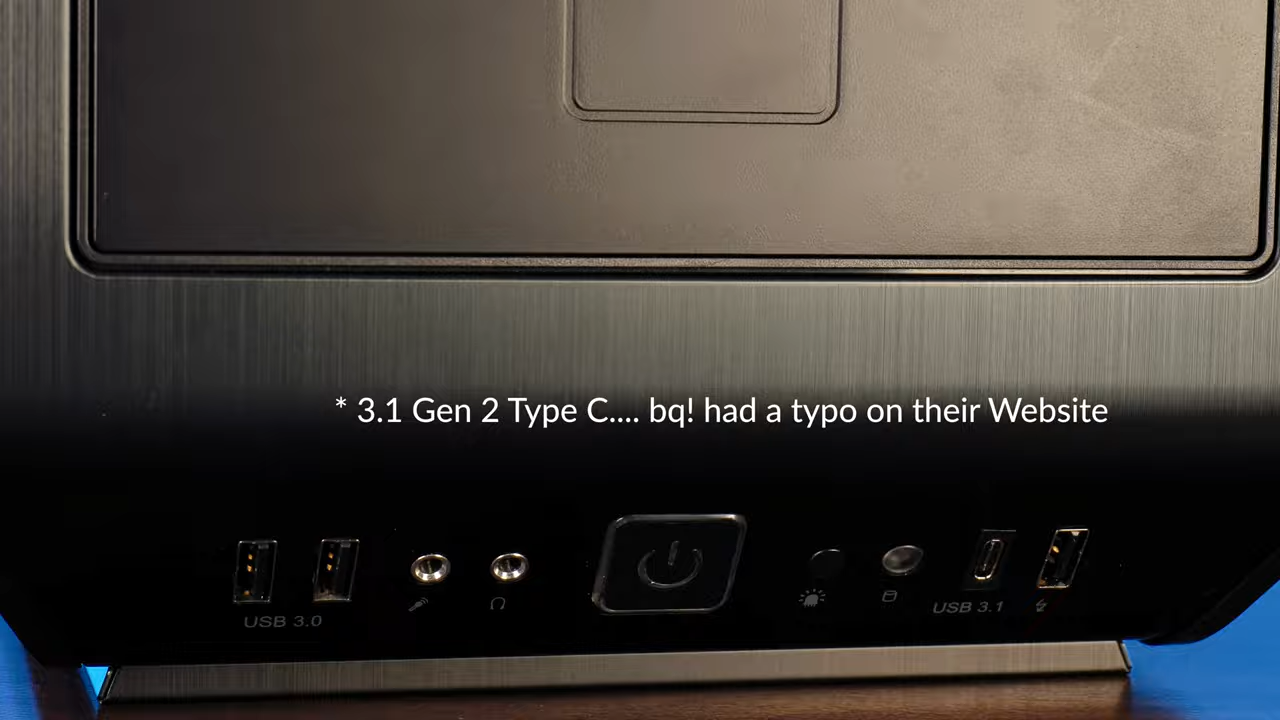 * 3.1 Gen 2 Type C.... bq! had a typo on their Website
USB 3.0
USB 3.1